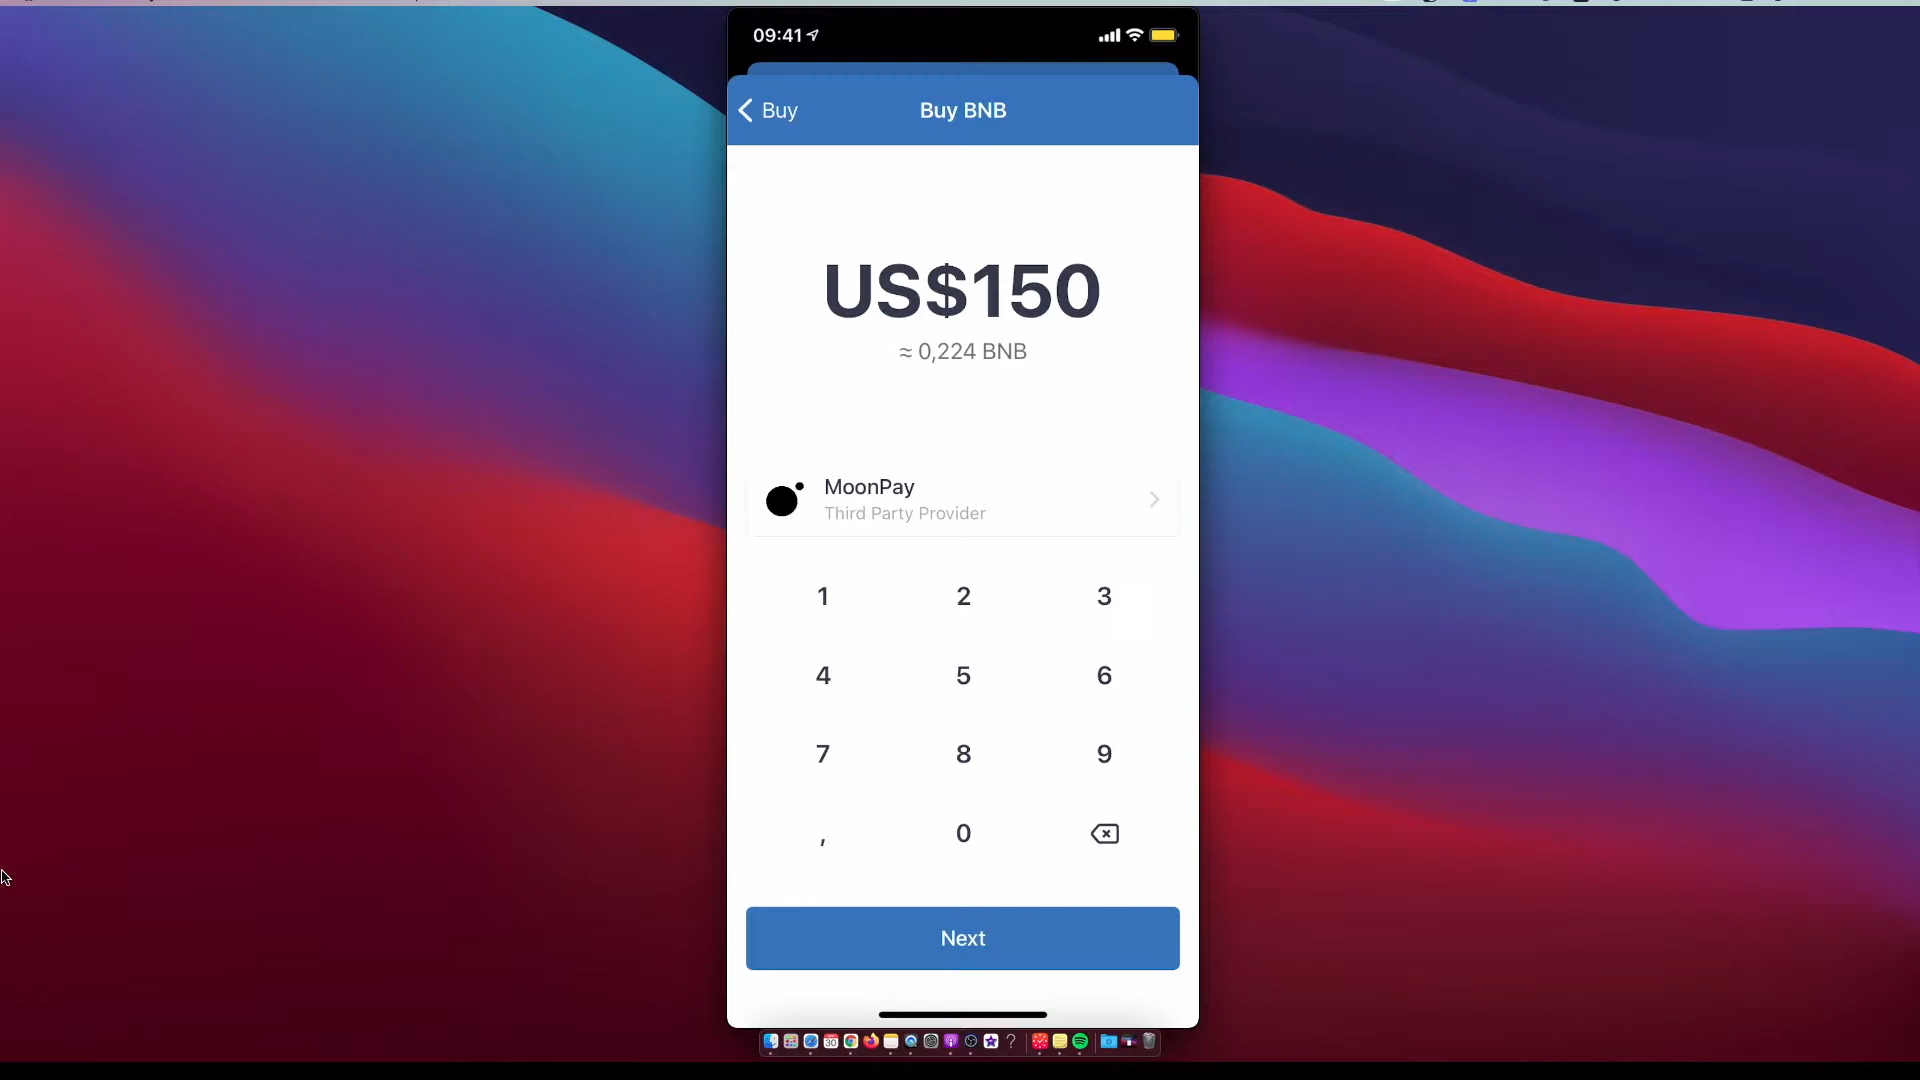 09:41
Buy
Buy BNB
US$150
≈ 0,224 BNB
MoonPay
Third Party Provider
1 2 3
4 5 6
7 8 9
, 0
Next
30